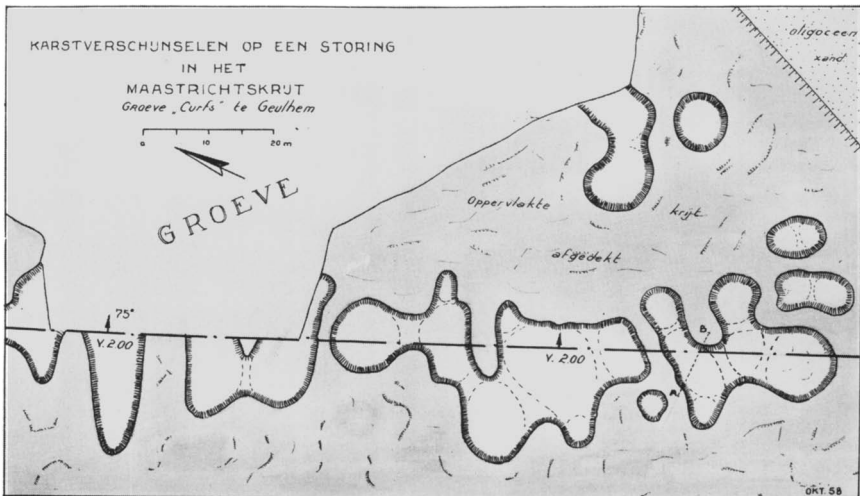 KARSTVERSCHIJNSELEN OP EEN STORING
IN HET
MAASTRICHTSKRIJT
GROEVE „Curfs" te Geulhem
0 10 20 m
GROEVE
oligoceen
zand
Oppervlakte
krijt
afgedekt
75°
V. 2.00
V. 2.00
B
A
OKT. 58